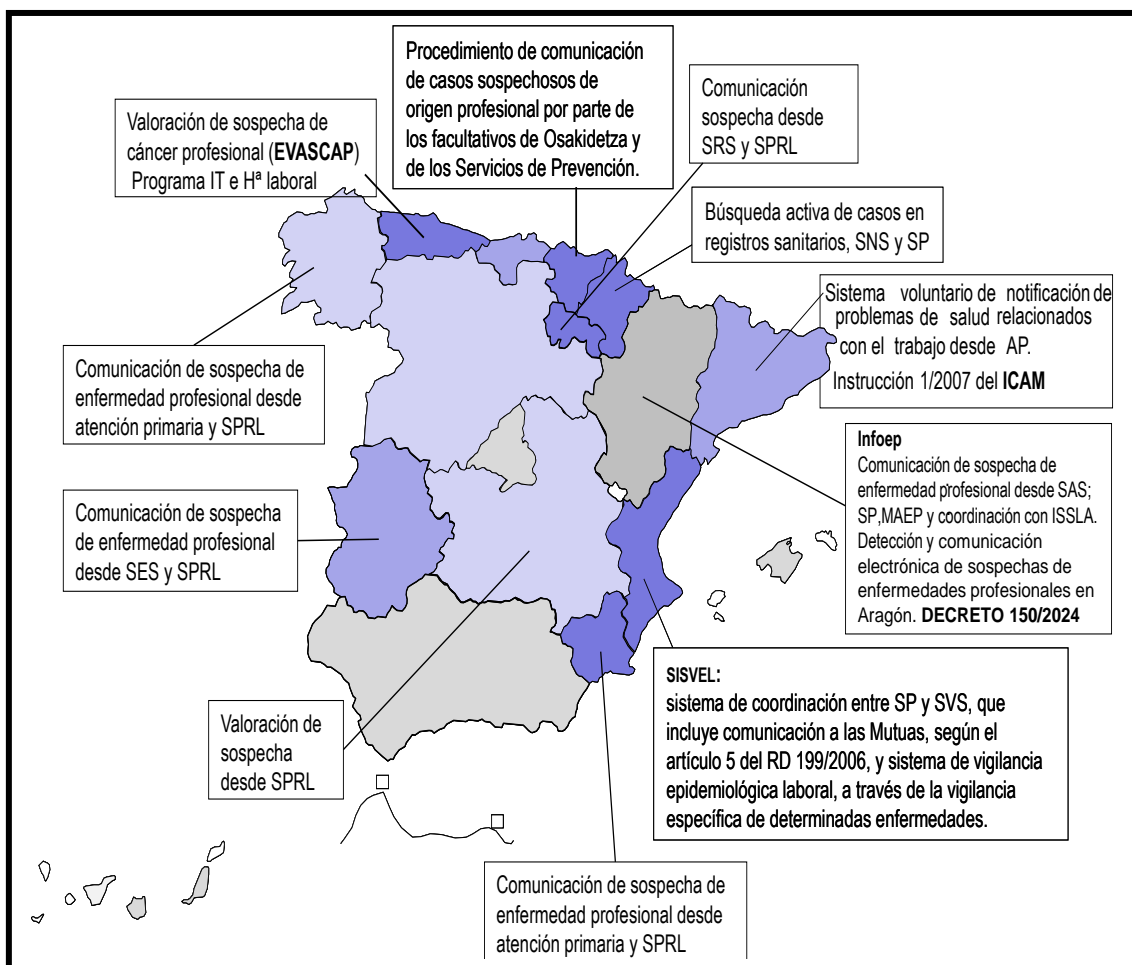 Procedimiento de comunicación
de casos sospechosos de
origen profesional por parte de
los facultativos de Osakidetza y
de los Servicios de Prevención.
Comunicación
sospecha desde
SRS y SPRL
Valoración de sospecha de
cáncer profesional (EVASCAP)
Programa IT e Hª laboral
Búsqueda activa de casos en
registros sanitarios, SNS y SP
Sistema voluntario de notificación de
problemas de salud relacionados
con el trabajo desde AP.
Instrucción 1/2007 del ICAM
Comunicación de sospecha de
enfermedad profesional desde
atención primaria y SPRL
Infoep
Comunicación de sospecha de
enfermedad profesional desde SAS;
SP,MAEP y coordinación con ISSLA.
Detección y comunicación
electrónica de sospechas de
enfermedades profesionales en
Aragón. DECRETO 150/2024
Comunicación de sospecha
de enfermedad profesional
desde SES y SPRL
SISVEL:
sistema de coordinación entre SP y SVS, que
incluye comunicación a las Mutuas, según el
artículo 5 del RD 199/2006, y sistema de vigilancia
epidemiológica laboral, a través de la vigilancia
específica de determinadas enfermedades.
Valoración de
sospecha
desde SPRL
Comunicación de sospecha de
enfermedad profesional desde
atención primaria y SPRL